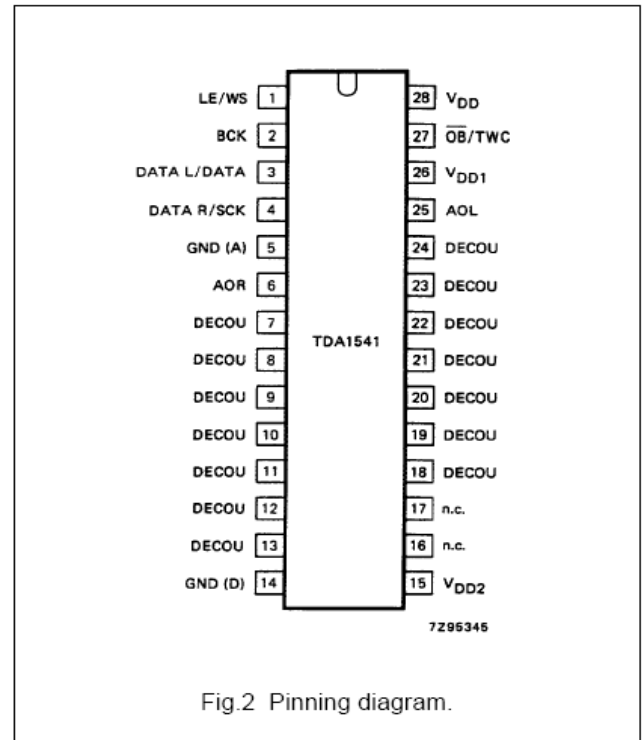 LE/WS 1 28 VDD
BCK 2 27 OB/TWC
DATA L/DATA 3 26 VDD1
DATA R/SCK 4 25 AOL
GND (A) 5 24 DECOU
AOR 6 23 DECOU
DECOU 7 22 DECOU
TDA1541
DECOU 8 21 DECOU
DECOU 9 20 DECOU
DECOU 10 19 DECOU
DECOU 11 18 DECOU
DECOU 12 17 n.c.
DECOU 13 16 n.c.
GND (D) 14 15 VDD2
7Z95345
Fig.2 Pinning diagram.